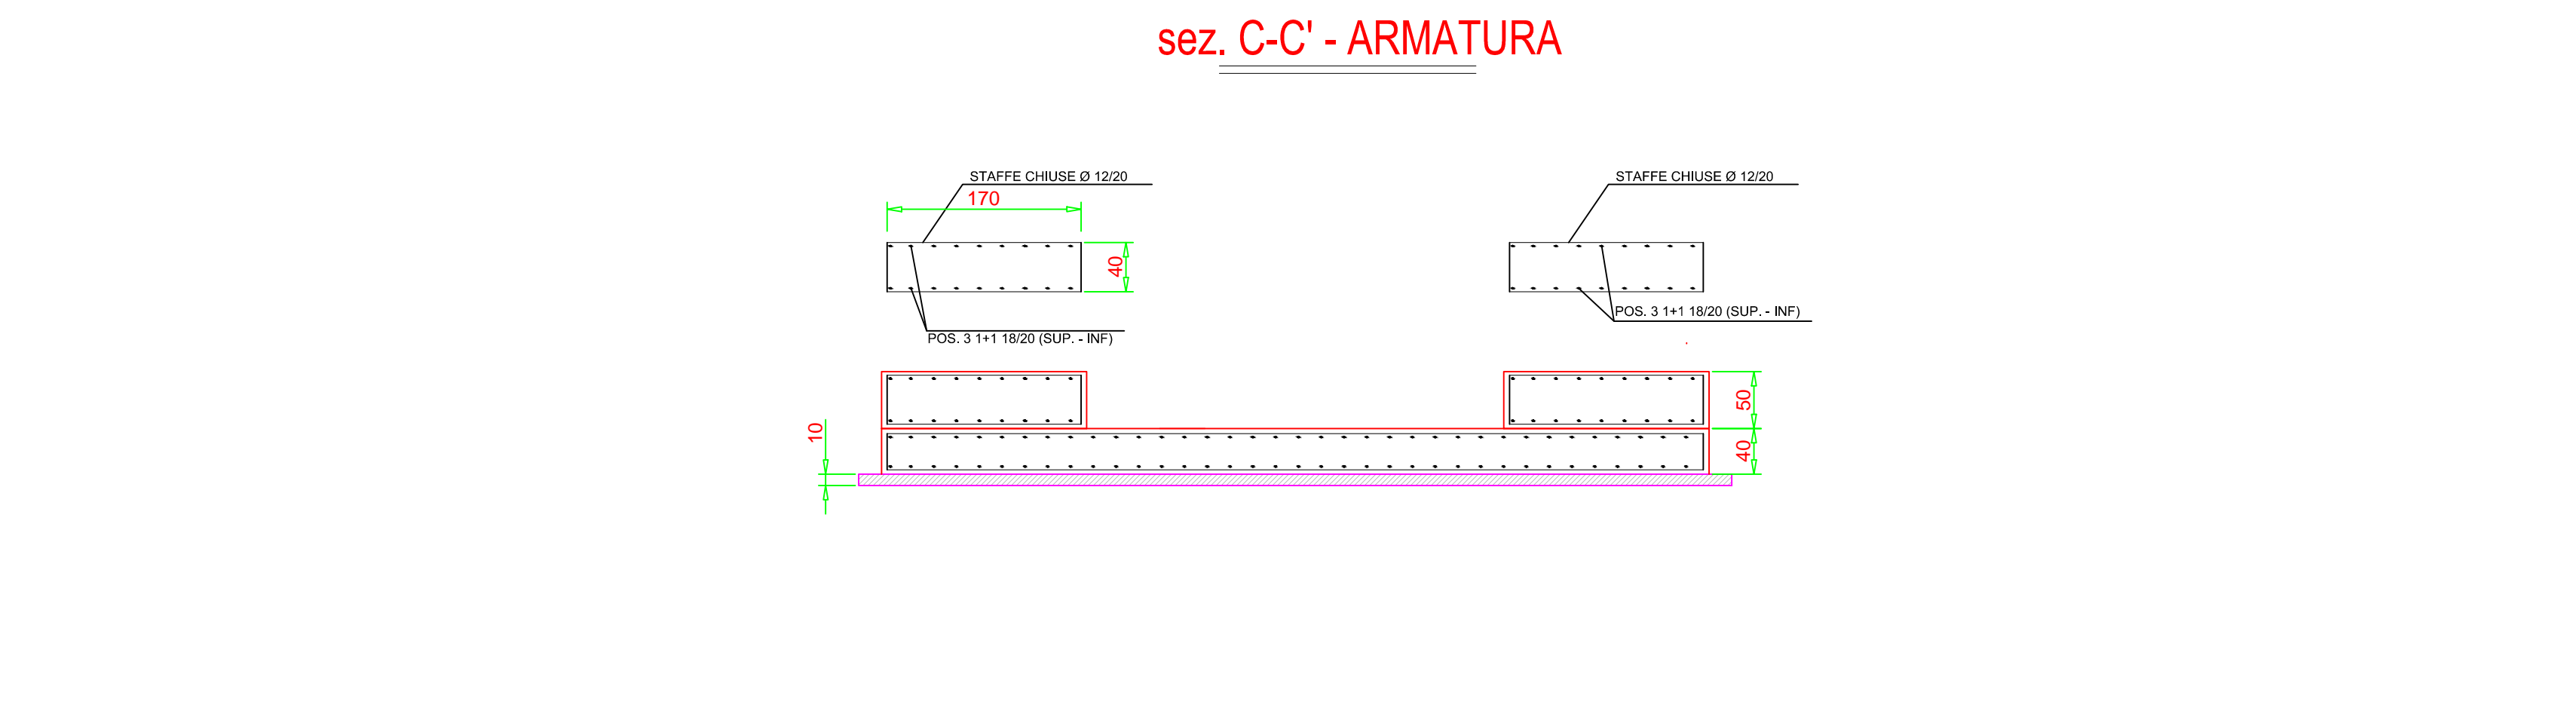 sez. C-C' - ARMATURA
STAFFE CHIUSE Ø 12/20
STAFFE CHIUSE Ø 12/20
170
40
POS. 3 1+1 18/20 (SUP. - INF)
POS. 3 1+1 18/20 (SUP. - INF)
50
10
40